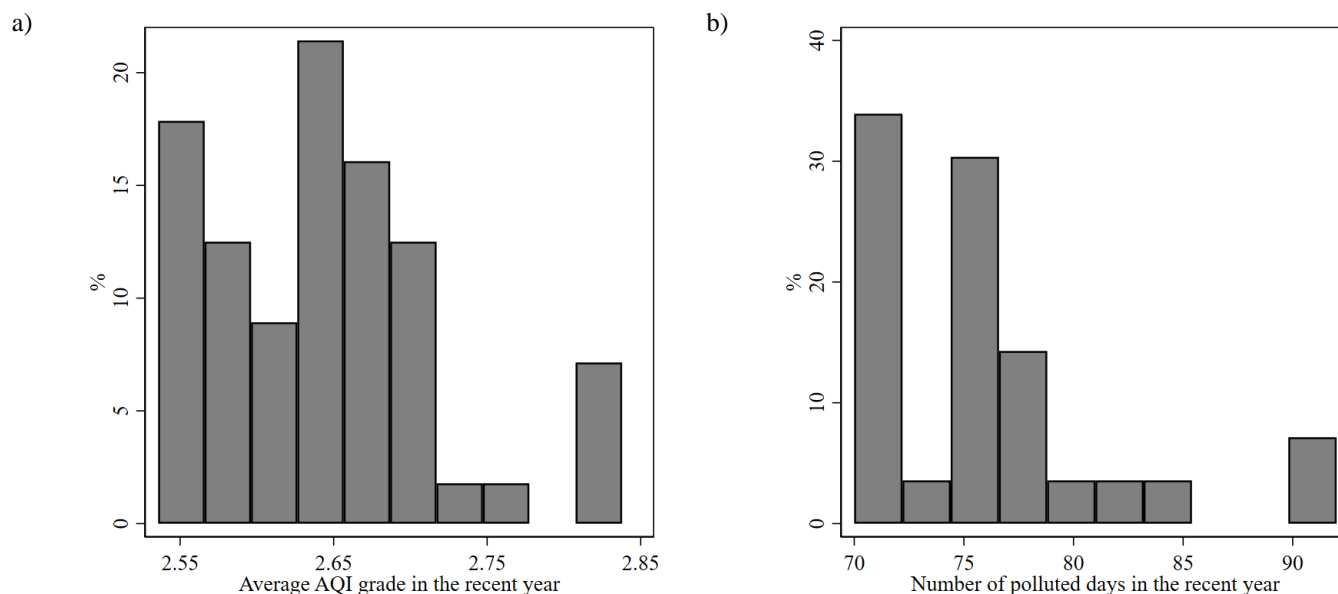 a)
%
0
5
10
15
20
2.55 2.65 2.75 2.85
Average AQI grade in the recent year
b)
%
0
10
20
30
40
70 75 80 85 90
Number of polluted days in the recent year